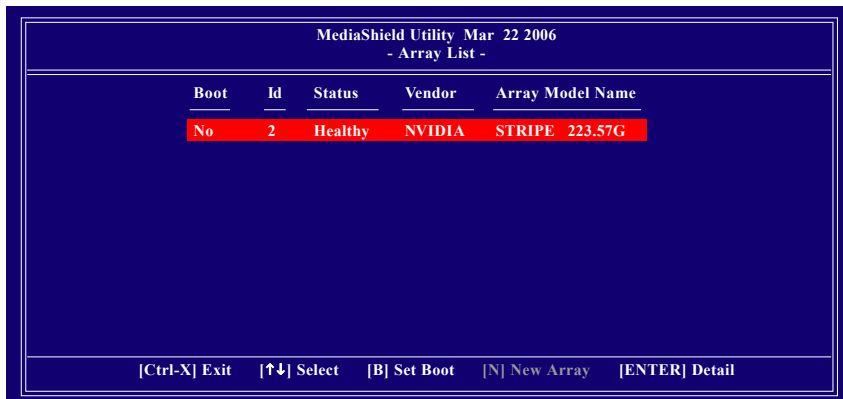 MediaShield Utility Mar 22 2006
- Array List -
Boot Id Status Vendor Array Model Name
No 2 Healthy NVIDIA STRIPE 223.57G
[Ctrl-X] Exit [↑↓] Select [B] Set Boot [N] New Array [ENTER] Detail